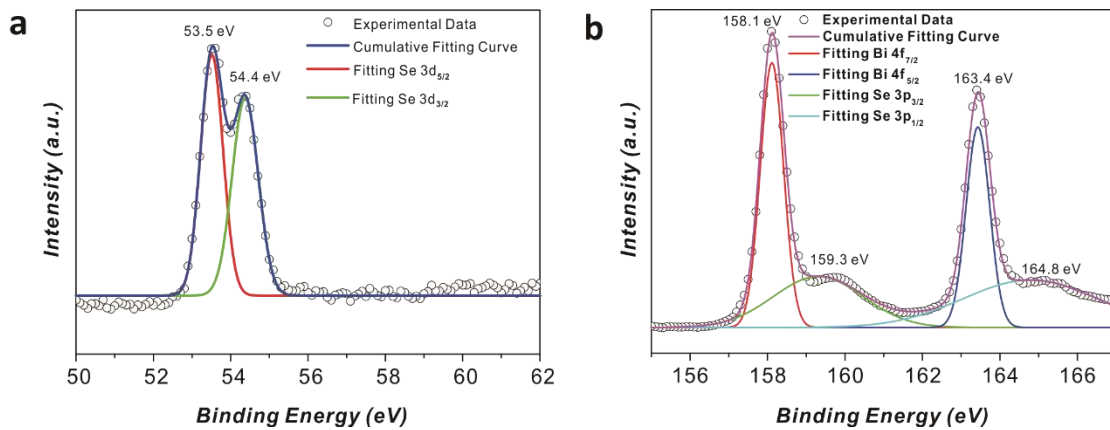 a
53.5 eV
54.4 eV
Experimental Data
Cumulative Fitting Curve
Fitting Se 3d5/2
Fitting Se 3d3/2
Intensity (a.u.)
50 52 54 56 58 60 62
Binding Energy (eV)
b
158.1 eV
Experimental Data
Cumulative Fitting Curve
Fitting Bi 4f7/2
Fitting Bi 4f5/2
Fitting Se 3p3/2
Fitting Se 3p1/2
163.4 eV
159.3 eV
164.8 eV
Intensity (a.u.)
156 158 160 162 164 166
Binding Energy (eV)